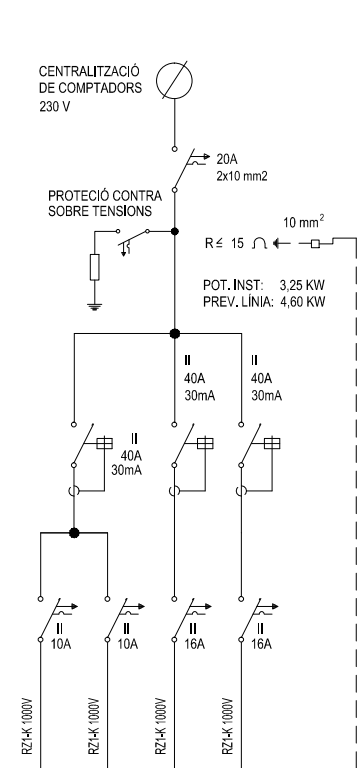 CENTRALITZACIÓ
DE COMPTADORS
230 V
20A
2x10 mm2
PROTECIÓ CONTRA
SOBRE TENSIONS
10 mm²
R≤ 15 Ω
POT. INST: 3,25 KW
PREV. LÍNIA: 4,60 KW
II
40A
30mA
II
40A
30mA
II
40A
30mA
II
10A
II
10A
II
16A
II
16A
RZ1-K 1000V
RZ1-K 1000V
RZ1-K 1000V
RZ1-K 1000V